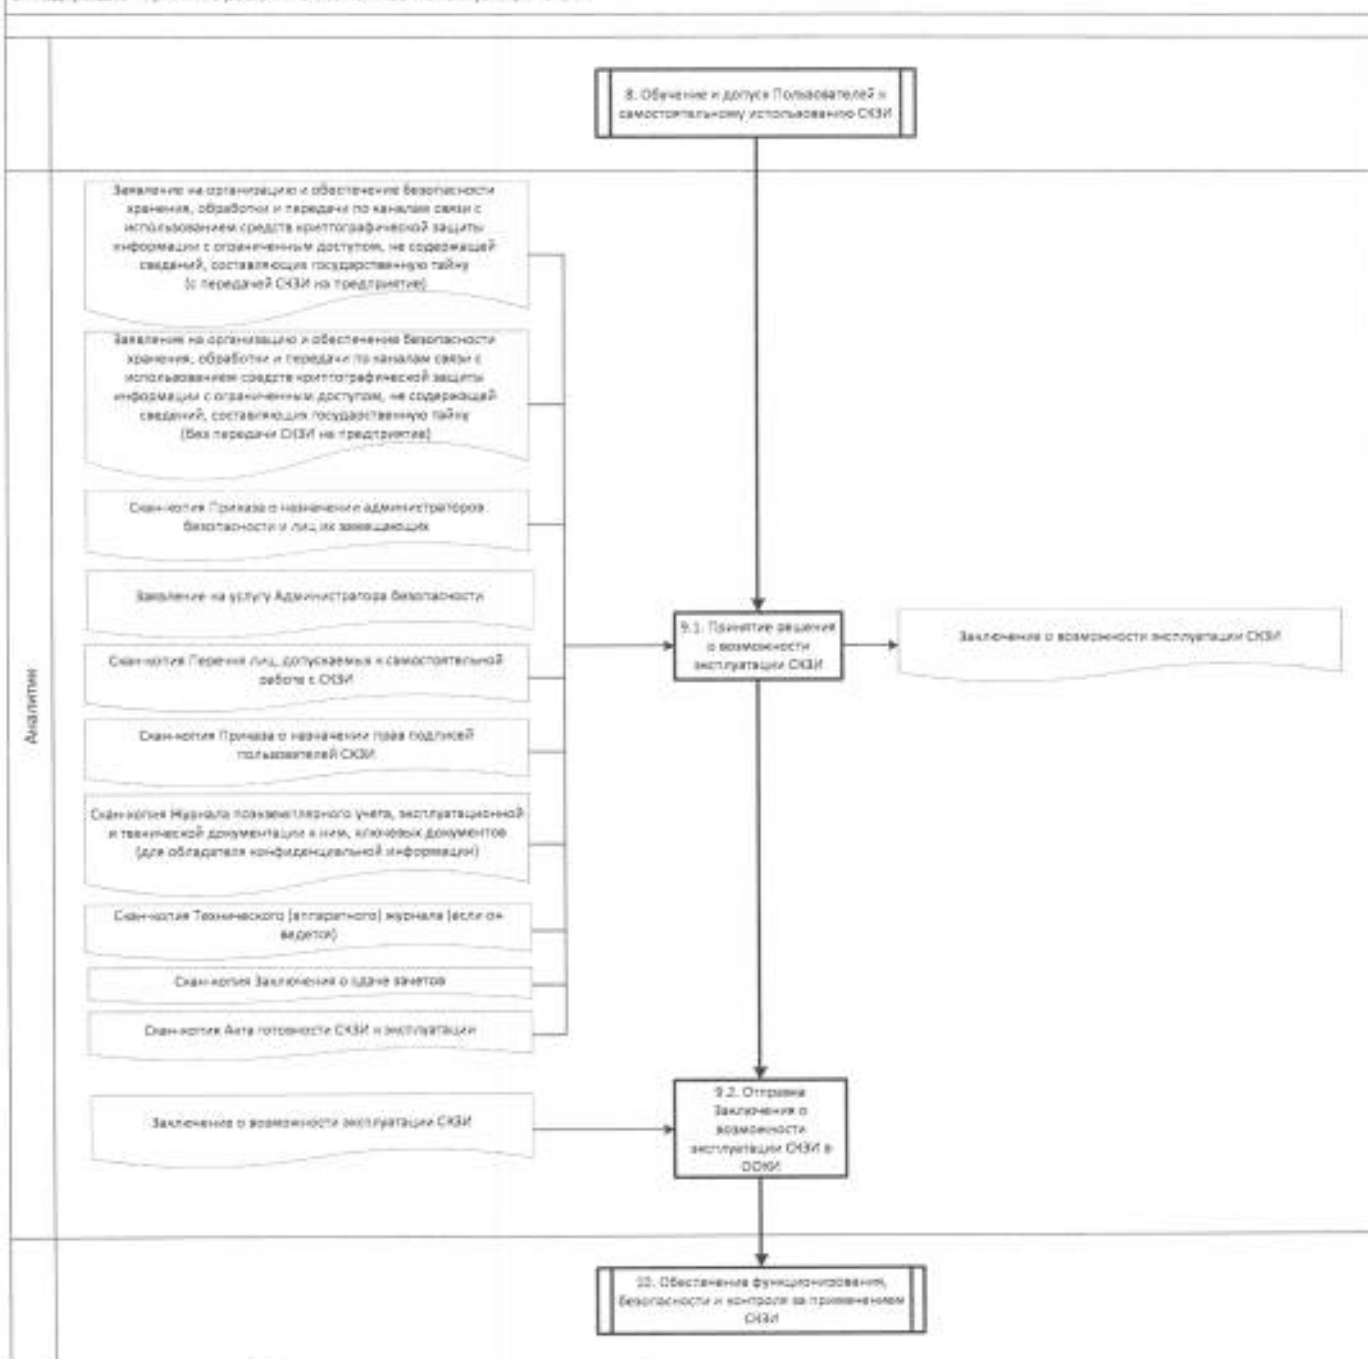 8. Обучение и допуск Пользователей к
самостоятельному использованию СКЗИ
Аналитик
Заявление на организацию и обеспечение безопасности
хранения, обработки и передачи по каналам связи с
использованием средств криптографической защиты
информации с ограниченным доступом, не содержащей
сведений, составляющих государственную тайну
(с передачей СКЗИ на предприятие)
Заявление на организацию и обеспечение безопасности
хранения, обработки и передачи по каналам связи с
использованием средств криптографической защиты
информации с ограниченным доступом, не содержащей
сведений, составляющих государственную тайну
(без передачи СКЗИ на предприятие)
Скан-копия Приказа о назначении администраторов
безопасности и лиц их замещающих
Заявление на услугу Администратора безопасности
Скан-копия Перечня лиц, допускаемых к самостоятельной
работе с СКЗИ
Скан-копия Приказа о назначении прав подписей
пользователей СКЗИ
Скан-копия Журнала поэкземплярного учета, эксплуатационной
и технической документации к ним, ключевых документов
(для обладателя конфиденциальной информации)
Скан-копия Технического (аппаратного) журнала (если он
ведется)
Скан-копия Заключения о сдаче зачетов
Скан-копия Акта готовности СКЗИ к эксплуатации
9.1. Принятие решения
о возможности
эксплуатации СКЗИ
Заключение о возможности эксплуатации СКЗИ
Заключение о возможности эксплуатации СКЗИ
9.2. Отправка
Заключения о
возможности
эксплуатации СКЗИ в
ООКИ
10. Обеспечение функционирования,
безопасности и контроля за применением
СКЗИ